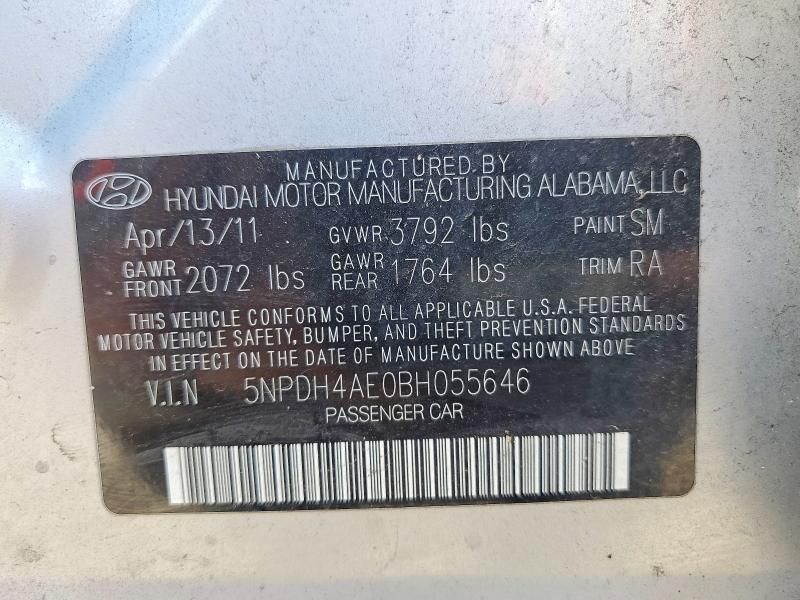 MANUFACTURED BY
HYUNDAI MOTOR MANUFACTURING ALABAMA, LLC
Apr/13/11 GVWR 3792 lbs PAINT SM
GAWR FRONT 2072 lbs GAWR REAR 1764 lbs TRIM RA
THIS VEHICLE CONFORMS TO ALL APPLICABLE U.S.A. FEDERAL
MOTOR VEHICLE SAFETY, BUMPER, AND THEFT PREVENTION STANDARDS
IN EFFECT ON THE DATE OF MANUFACTURE SHOWN ABOVE
V.I.N 5NPDH4AE0BH055646
PASSENGER CAR